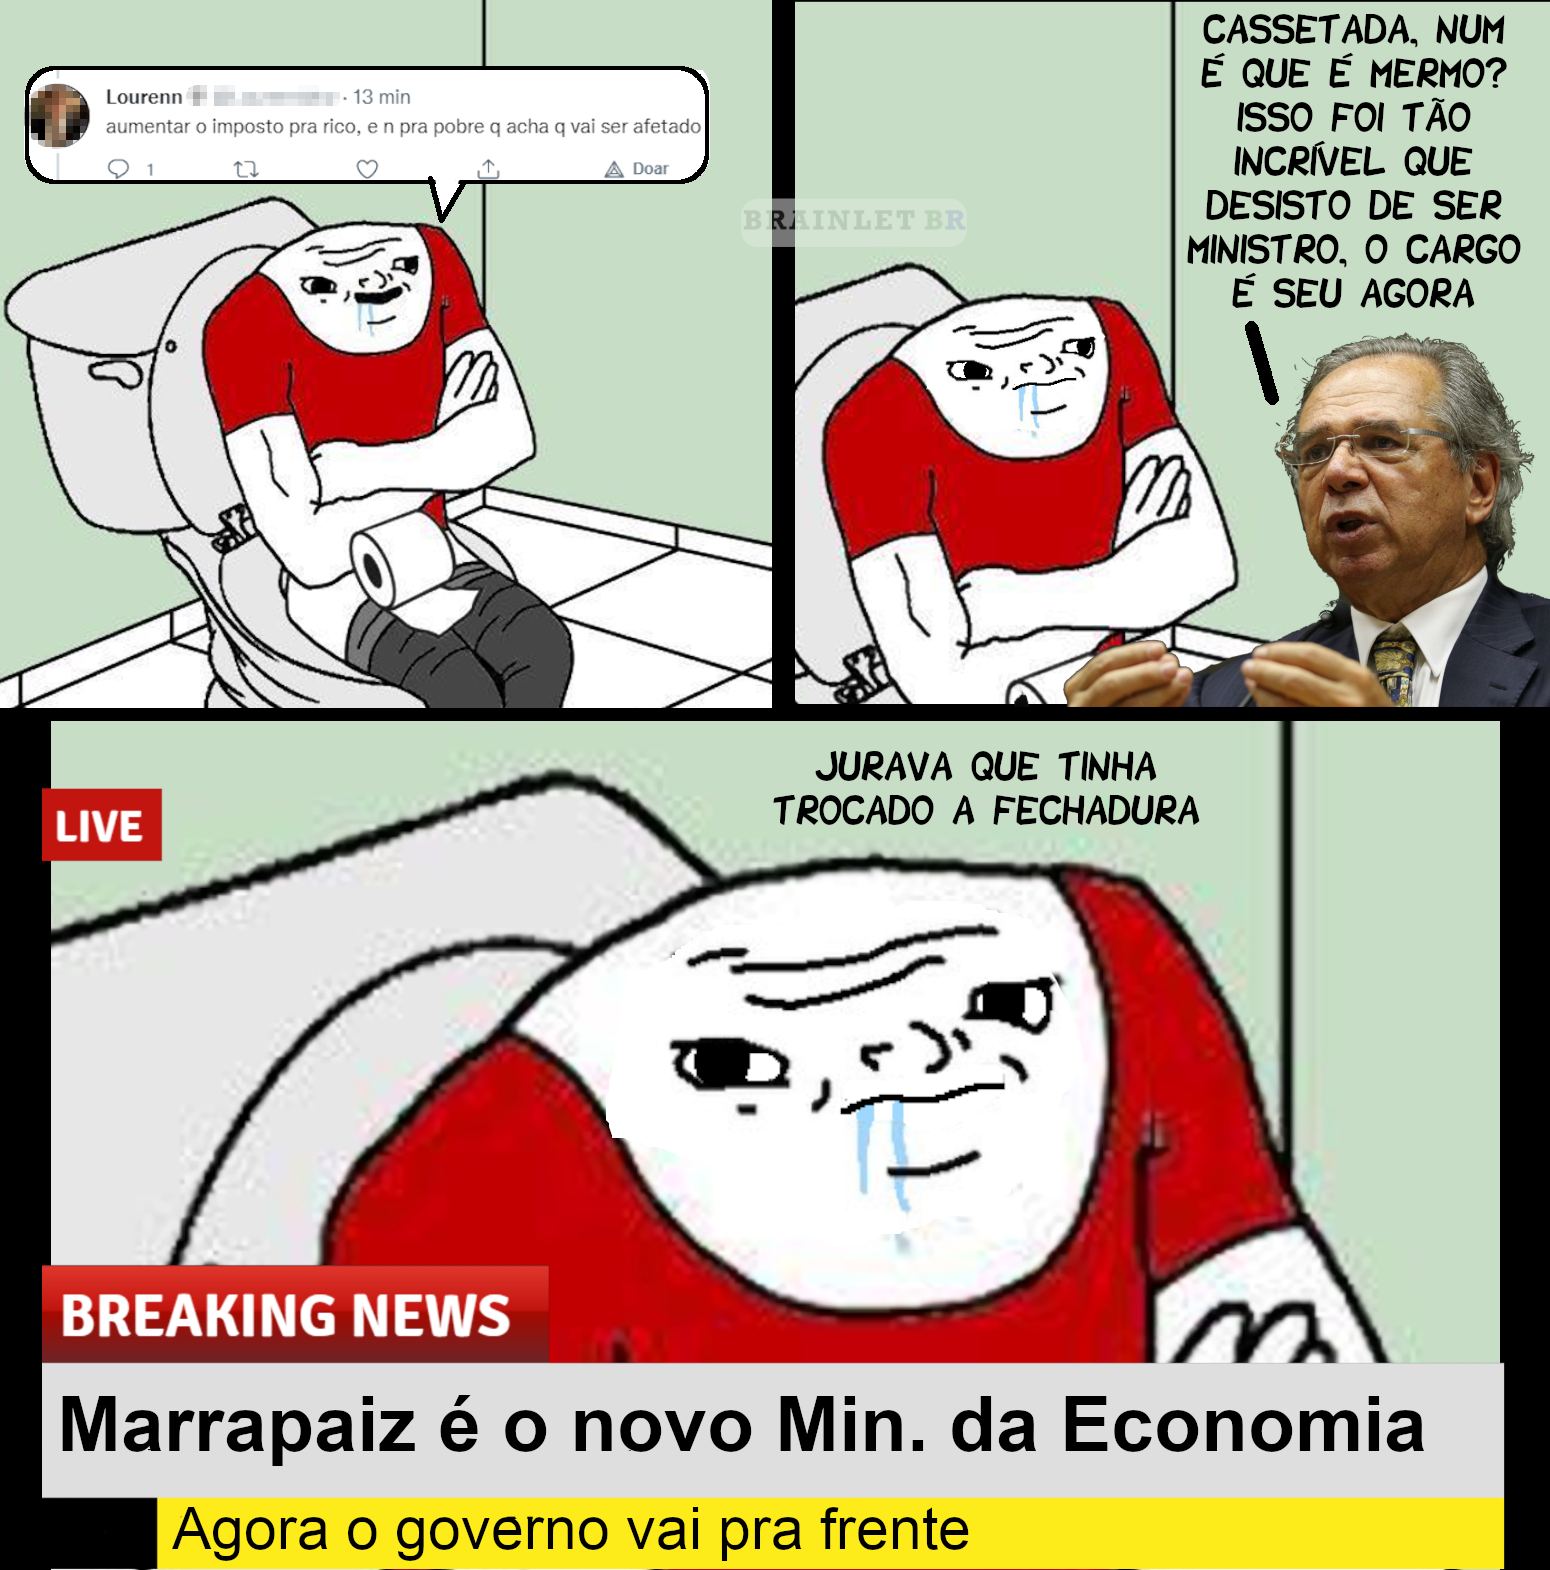 Lourenn · 13 min
aumentar o imposto pra rico, e n pra pobre q acha q vai ser afetado
1 Doar
CASSETADA, NUM
É QUE É MERMO?
ISSO FOI TÃO
INCRÍVEL QUE
DESISTO DE SER
MINISTRO, O CARGO
É SEU AGORA
BRAINLET BR
JURAVA QUE TINHA
TROCADO A FECHADURA
LIVE
BREAKING NEWS
Marrapaiz é o novo Min. da Economia
Agora o governo vai pra frente